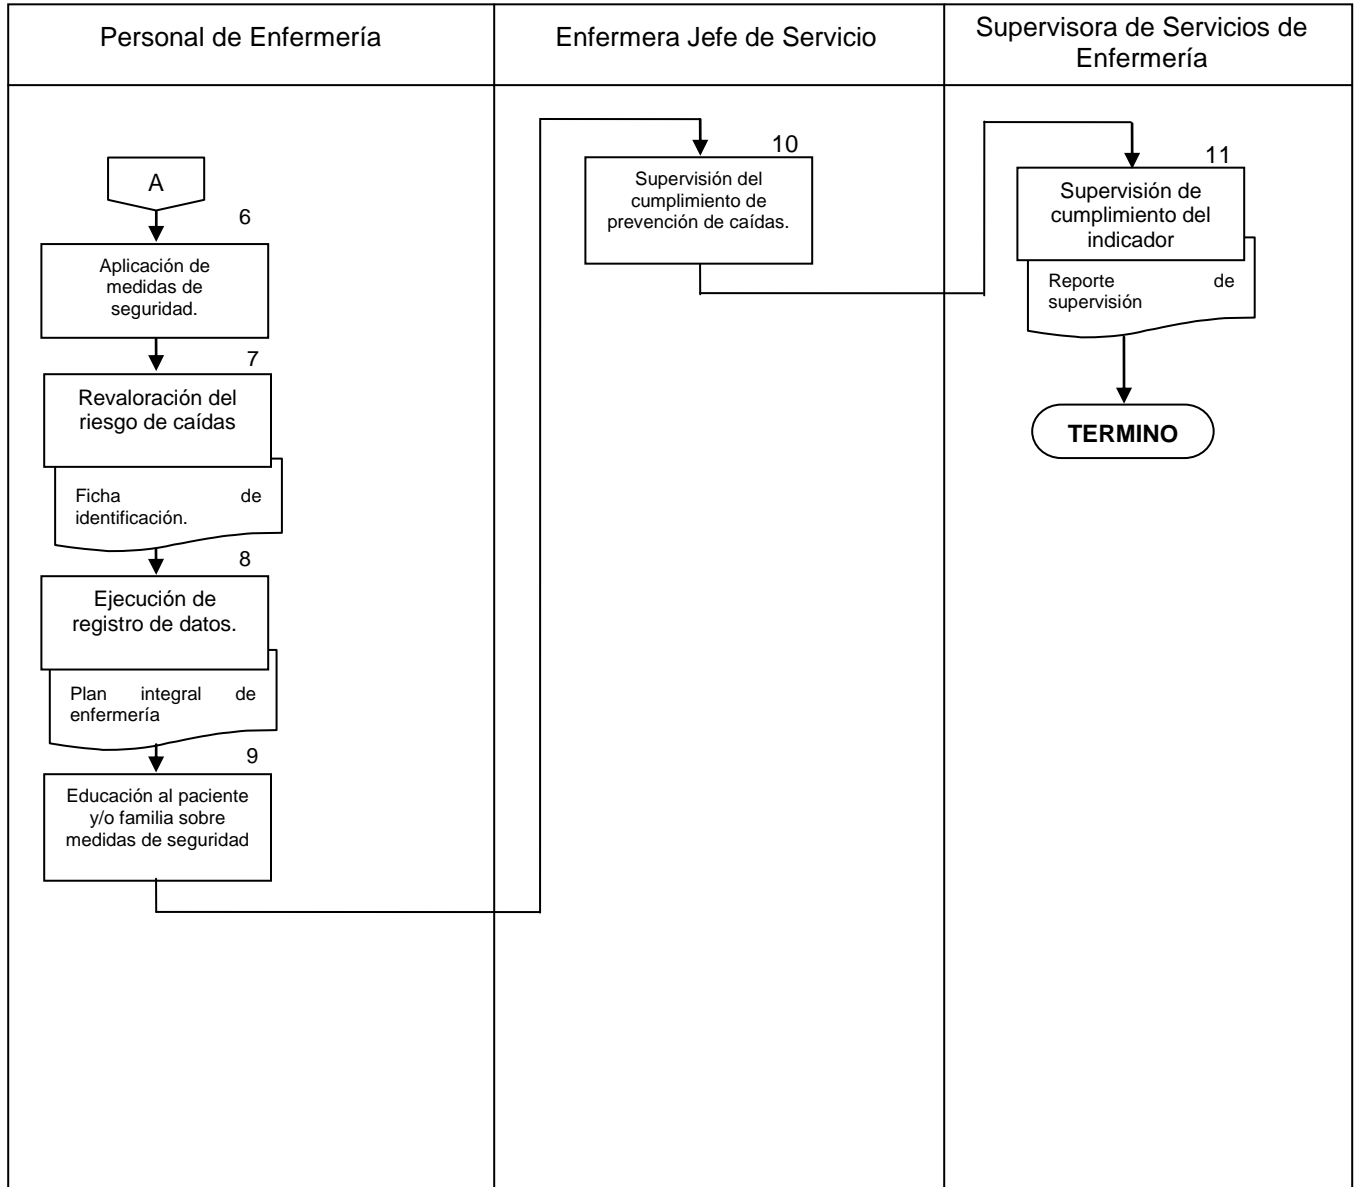 Personal de Enfermería
Enfermera Jefe de Servicio
Supervisora de Servicios de
Enfermería
A
6
Aplicación de
medidas de
seguridad.
7
Revaloración del
riesgo de caídas
Ficha de
identificación.
8
Ejecución de
registro de datos.
Plan integral de
enfermería
9
Educación al paciente
y/o familia sobre
medidas de seguridad
10
Supervisión del
cumplimiento de
prevención de caídas.
11
Supervisión de
cumplimiento del
indicador
Reporte de
supervisión
TERMINO